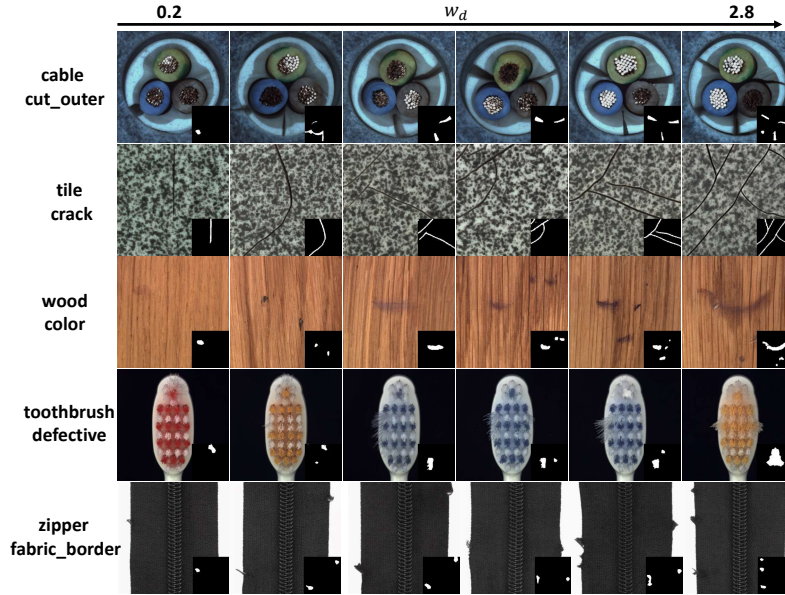 0.2 w_d 2.8
cable
cut_outer
tile
crack
wood
color
toothbrush
defective
zipper
fabric_border